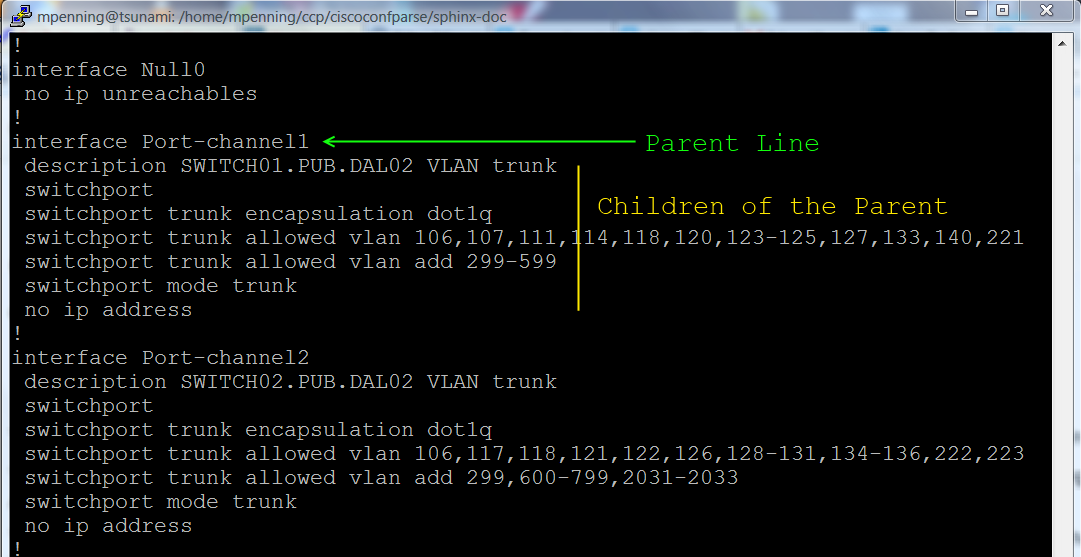 mpenning@tsunami: /home/mpenning/ccp/ciscoconfparse/sphinx-doc
!
interface Null0
 no ip unreachables
!
interface Port-channel1
Parent Line
 description SWITCH01.PUB.DAL02 VLAN trunk
 switchport
Children of the Parent
 switchport trunk encapsulation dot1q
 switchport trunk allowed vlan 106,107,111,114,118,120,123-125,127,133,140,221
 switchport trunk allowed vlan add 299-599
 switchport mode trunk
 no ip address
!
interface Port-channel2
 description SWITCH02.PUB.DAL02 VLAN trunk
 switchport
 switchport trunk encapsulation dot1q
 switchport trunk allowed vlan 106,117,118,121,122,126,128-131,134-136,222,223
 switchport trunk allowed vlan add 299,600-799,2031-2033
 switchport mode trunk
 no ip address
!